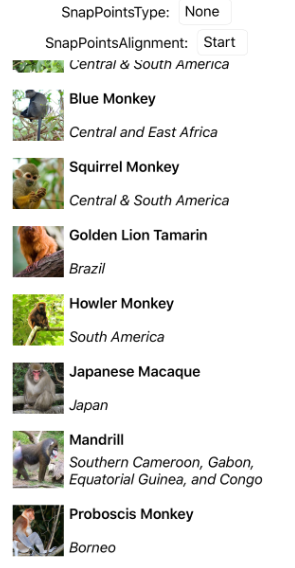 SnapPointsType: None
SnapPointsAlignment: Start
Central & South America
Blue Monkey
Central and East Africa
Squirrel Monkey
Central & South America
Golden Lion Tamarin
Brazil
Howler Monkey
South America
Japanese Macaque
Japan
Mandrill
Southern Cameroon, Gabon,
Equatorial Guinea, and Congo
Proboscis Monkey
Borneo